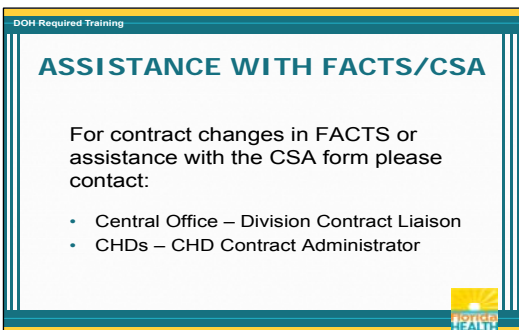 DOH Required Training
ASSISTANCE WITH FACTS/CSA
For contract changes in FACTS or
assistance with the CSA form please
contact:
• Central Office – Division Contract Liaison
• CHDs – CHD Contract Administrator
Florida
HEALTH